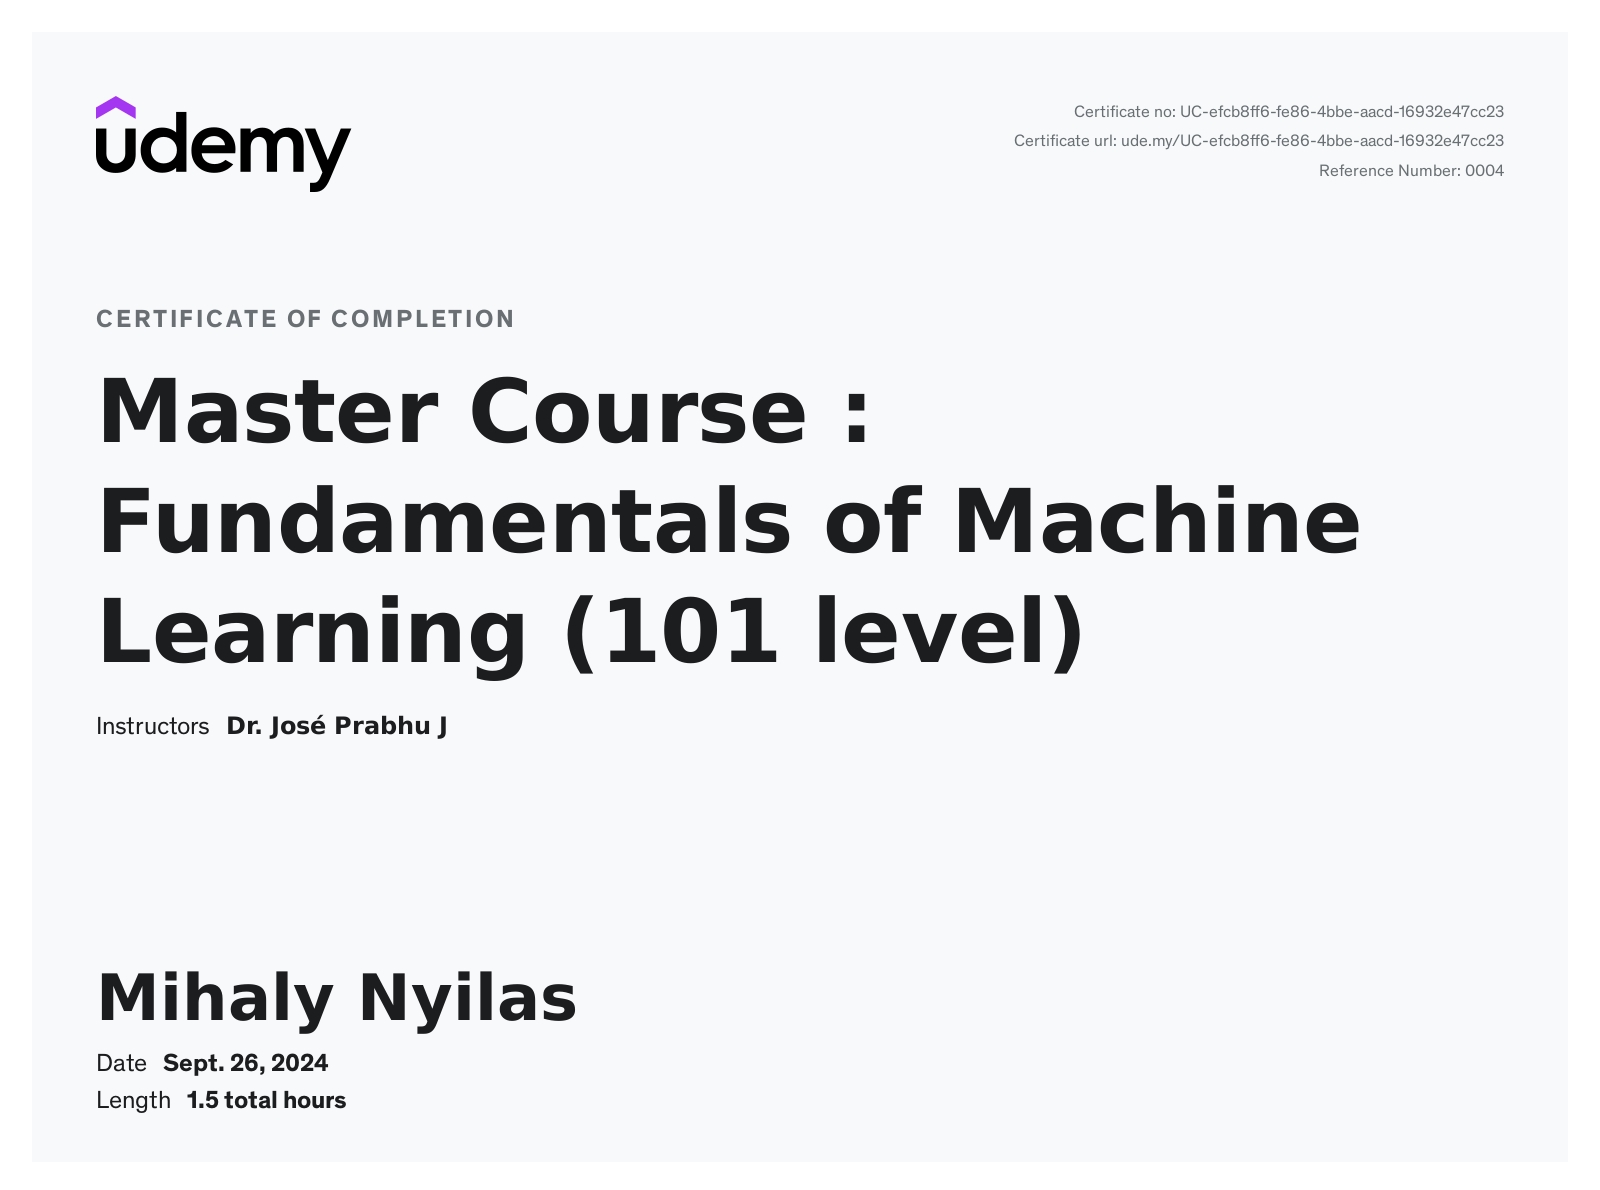 udemy
Certificate no: UC-efcb8ff6-fe86-4bbe-aacd-16932e47cc23
Certificate url: ude.my/UC-efcb8ff6-fe86-4bbe-aacd-16932e47cc23
Reference Number: 0004
CERTIFICATE OF COMPLETION
Master Course :
Fundamentals of Machine
Learning (101 level)
Instructors Dr. José Prabhu J
Mihaly Nyilas
Date Sept. 26, 2024
Length 1.5 total hours